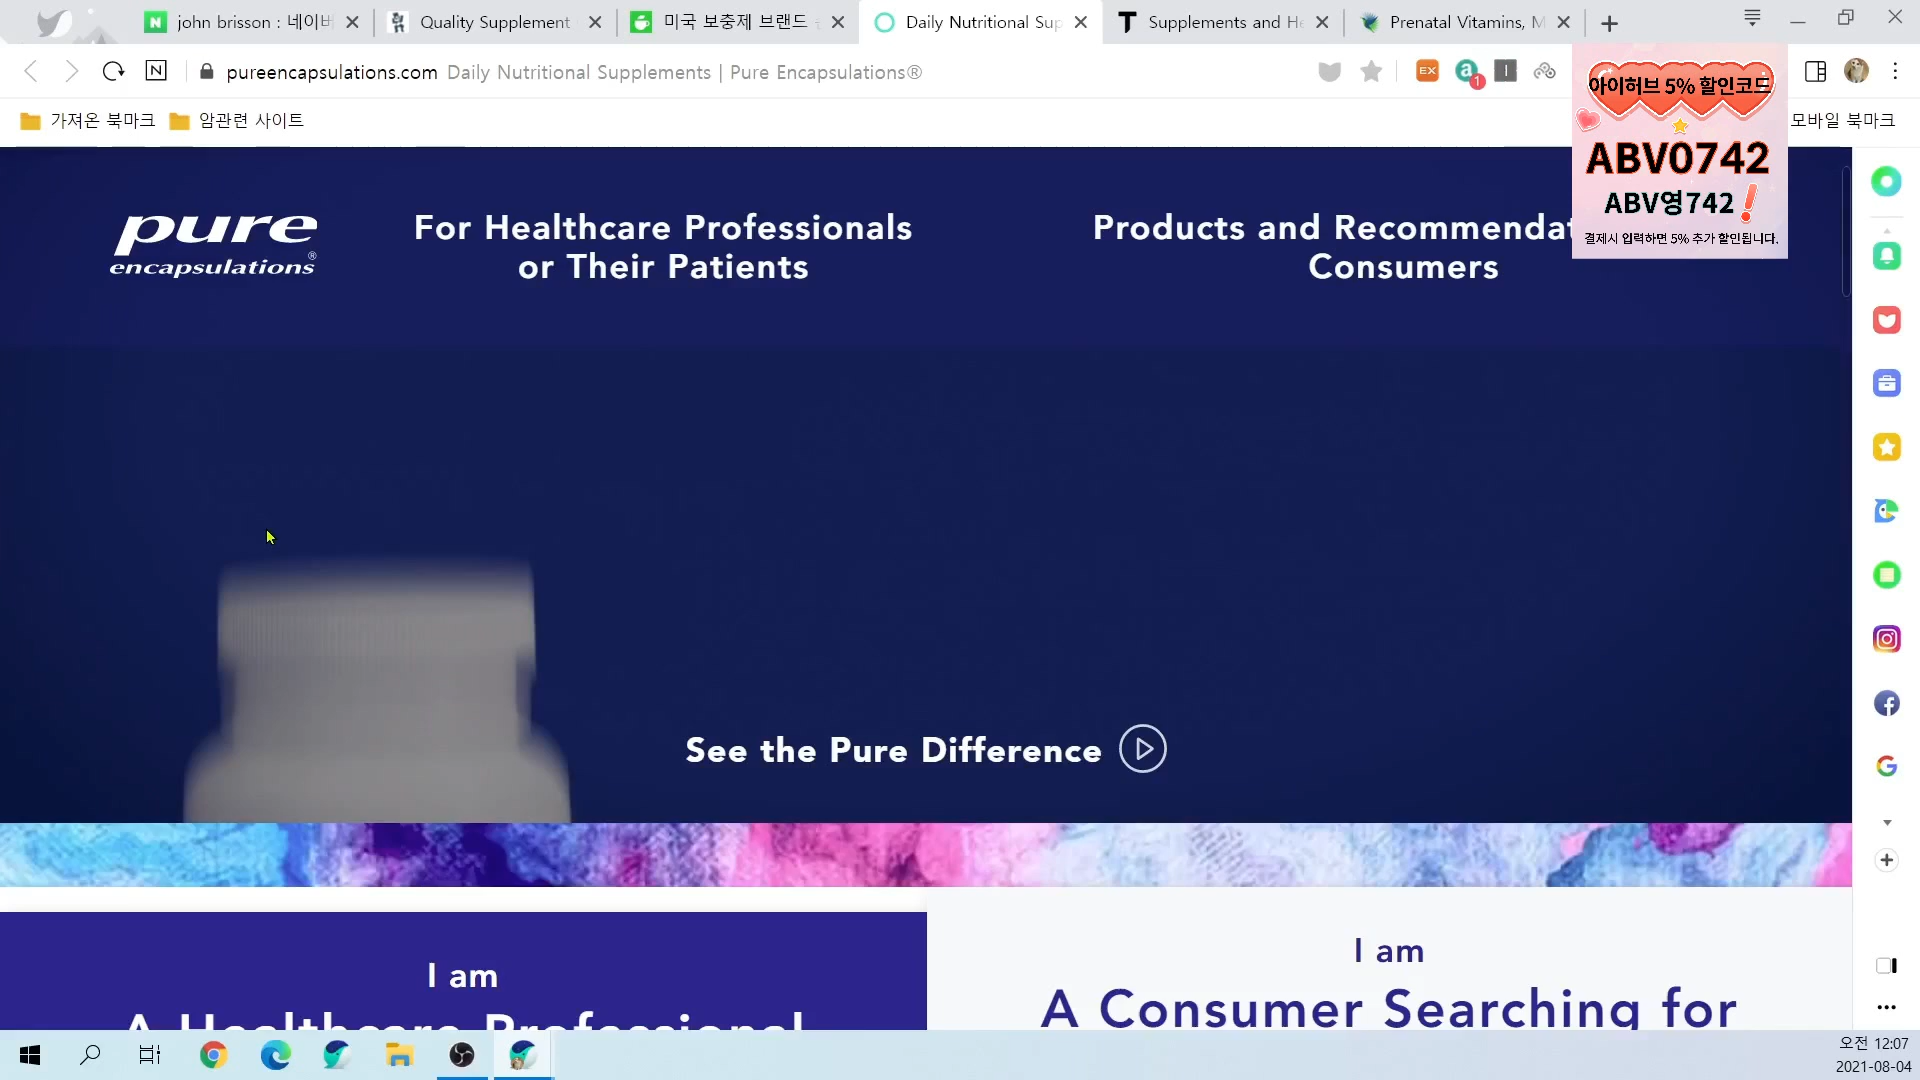 john brisson : 네이버
Quality Supplement
미국 보충제 브랜드
Daily Nutritional Sup
Supplements and He
Prenatal Vitamins, M
N
pureencapsulations.com Daily Nutritional Supplements | Pure Encapsulations®
EX
a
1
I
가져온 북마크
암관련 사이트
모바일 북마크
아이허브 5% 할인코드
ABV0742
ABV영742
결제시 입력하면 5% 추가 할인됩니다.
pure
encapsulations®
For Healthcare Professionals
or Their Patients
Products and Recommendat
Consumers
See the Pure Difference
I am
A Healthcare Professional
I am
A Consumer Searching for
오전 12:07
2021-08-04